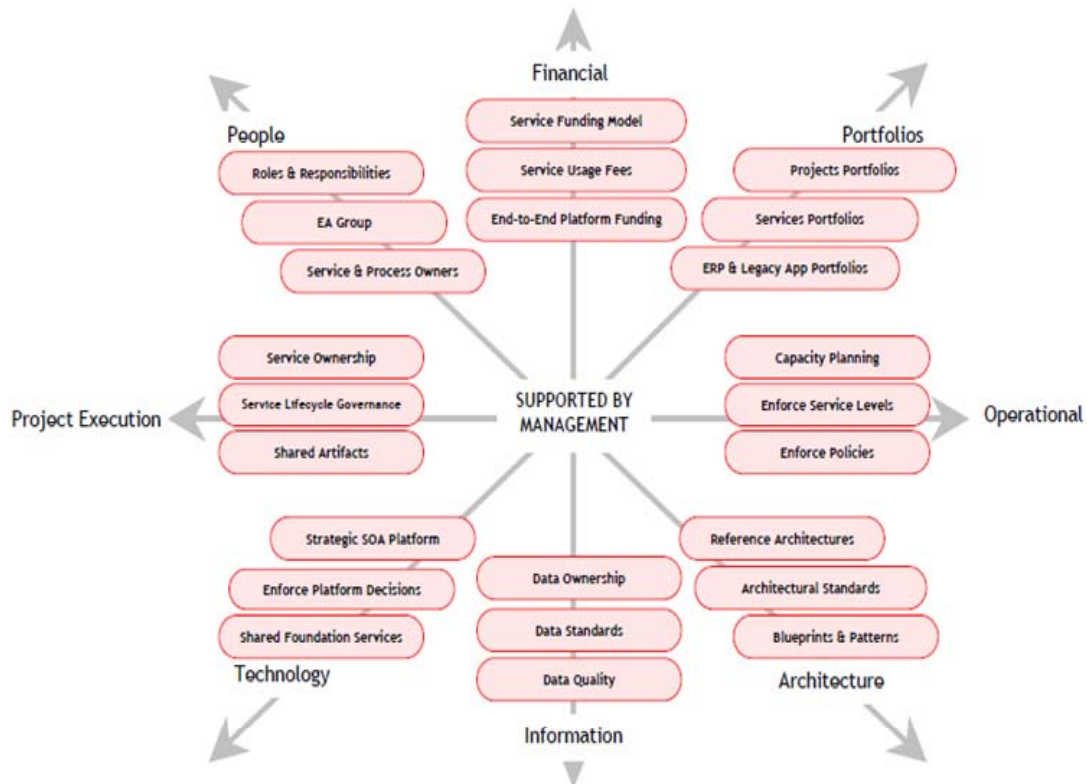 Financial
People
Portfolios
Service Funding Model
Roles & Responsibilities
Service Usage Fees
Projects Portfolios
EA Group
End-to-End Platform Funding
Services Portfolios
Service & Process Owners
ERP & Legacy App Portfolios
Service Ownership
Capacity Planning
Project Execution
Service Lifecycle Governance
SUPPORTED BY
MANAGEMENT
Enforce Service Levels
Operational
Shared Artifacts
Enforce Policies
Strategic SOA Platform
Reference Architectures
Data Ownership
Enforce Platform Decisions
Architectural Standards
Data Standards
Shared Foundation Services
Blueprints & Patterns
Technology
Data Quality
Architecture
Information